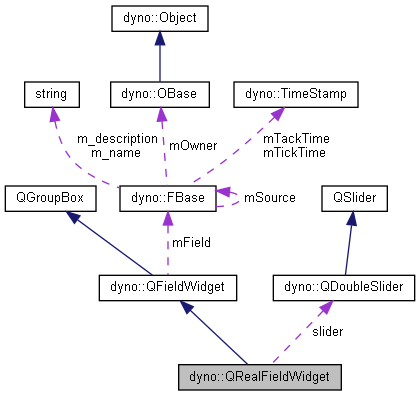 dyno::Object
string
dyno::OBase
dyno::TimeStamp
m_description
m_name
mOwner
mTackTime
mTickTime
QGroupBox
dyno::FBase
mSource
QSlider
mField
dyno::QFieldWidget
dyno::QDoubleSlider
slider
dyno::QRealFieldWidget